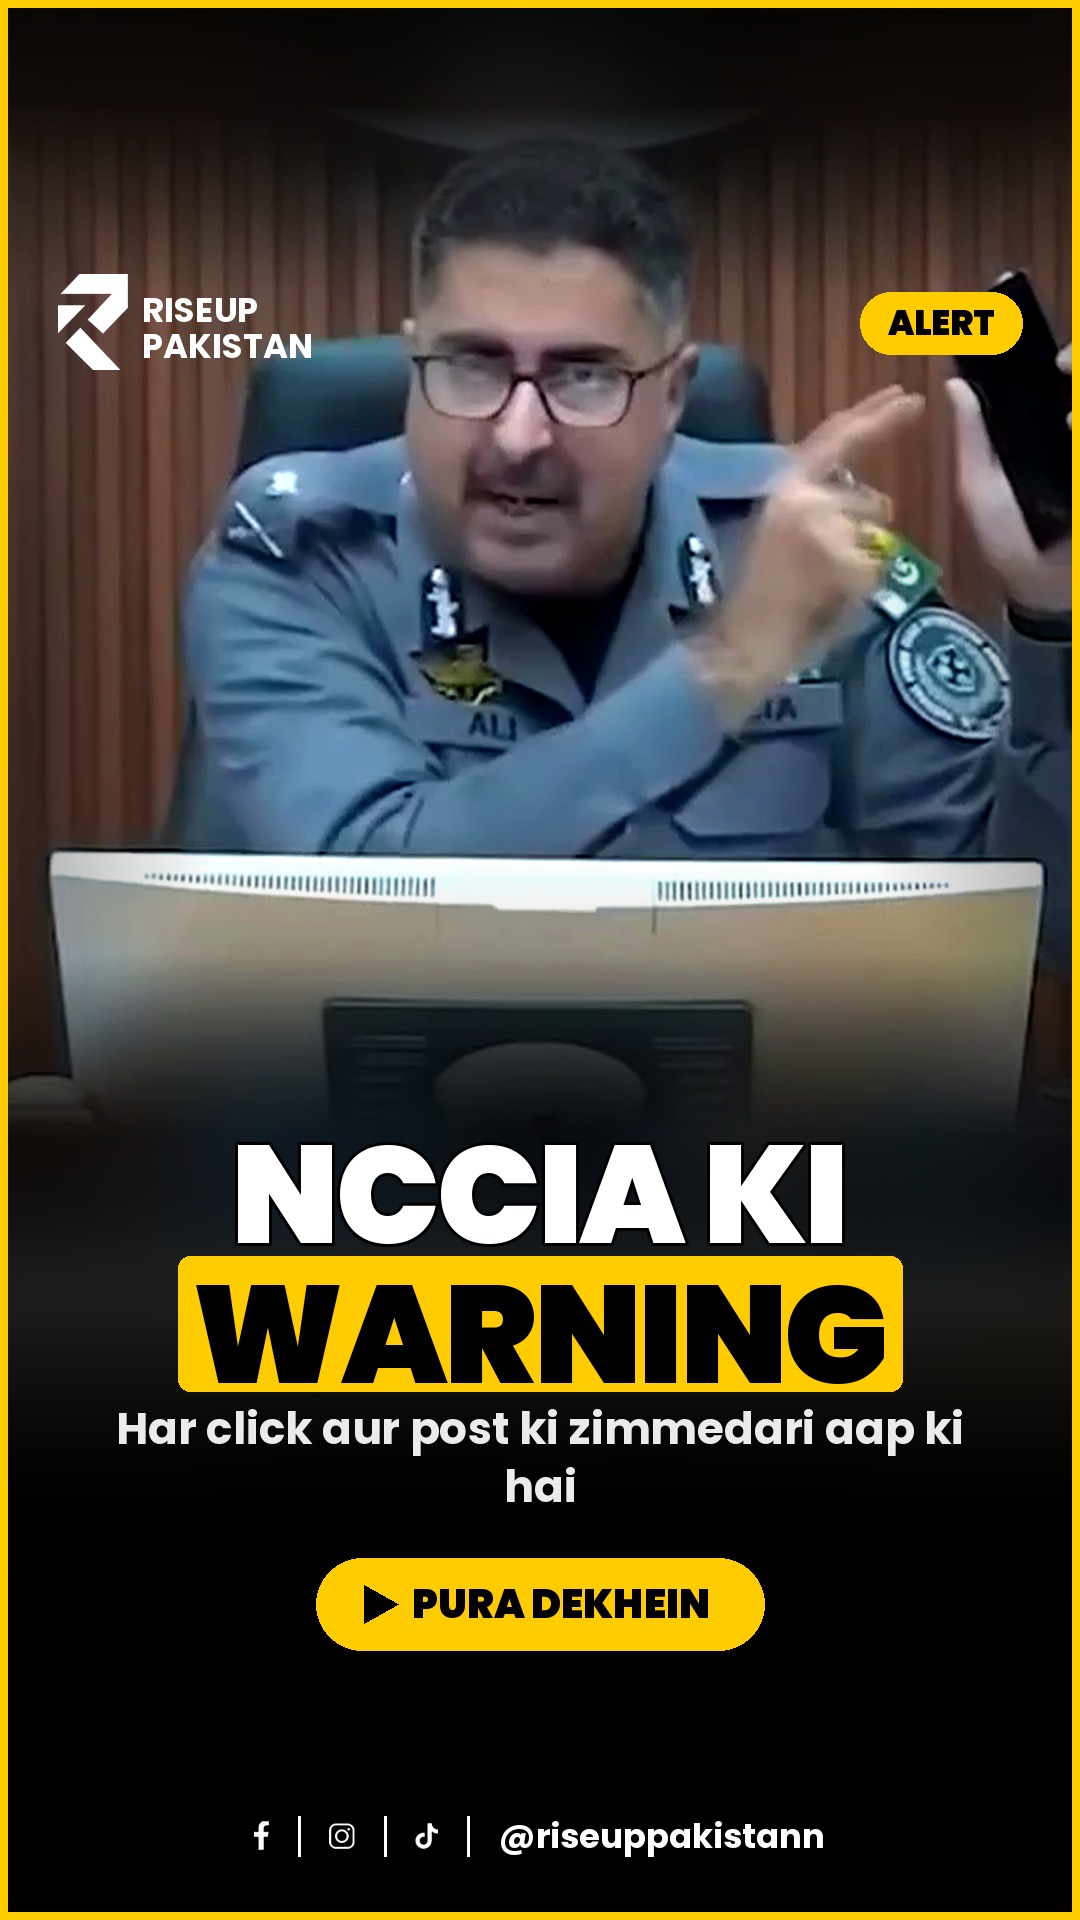 RISEUP
PAKISTAN
ALERT
ALI
NCCIA KI
WARNING
Har click aur post ki zimmedari aap ki
hai
PURA DEKHEIN
@riseuppakistann